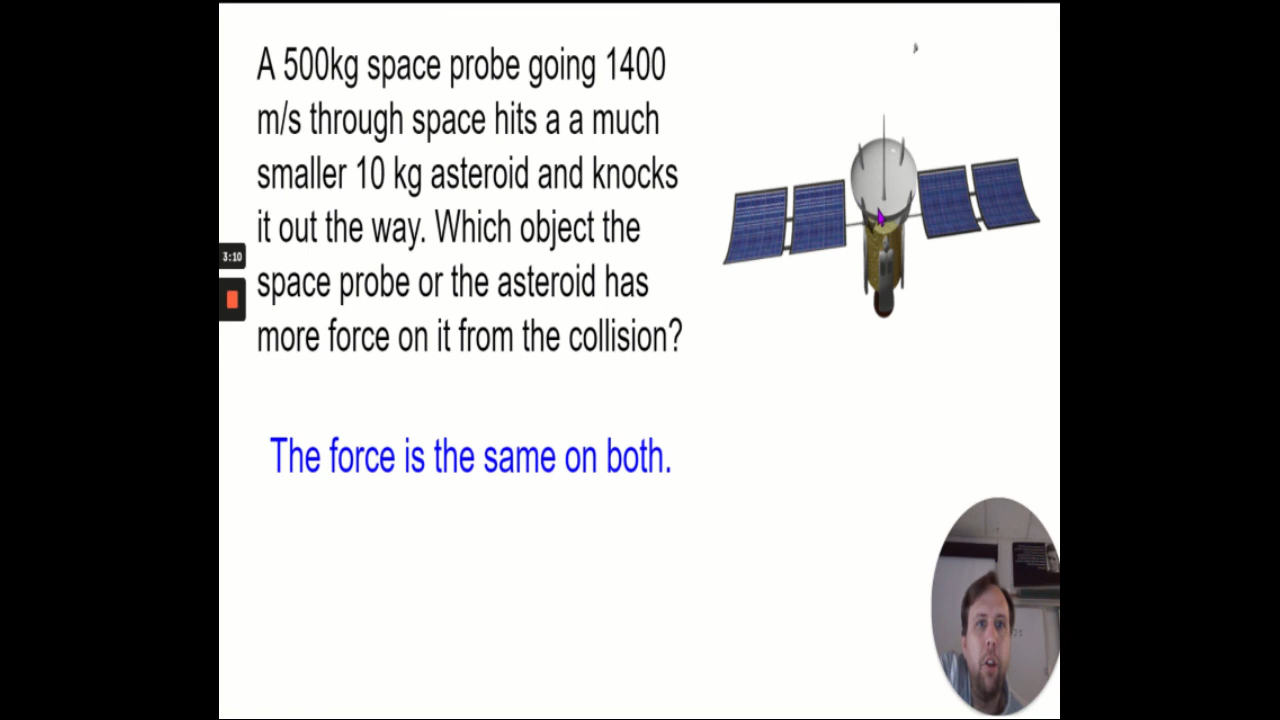 A 500kg space probe going 1400
m/s through space hits a a much
smaller 10 kg asteroid and knocks
it out the way. Which object the
space probe or the asteroid has
more force on it from the collision?
3:10
The force is the same on both.